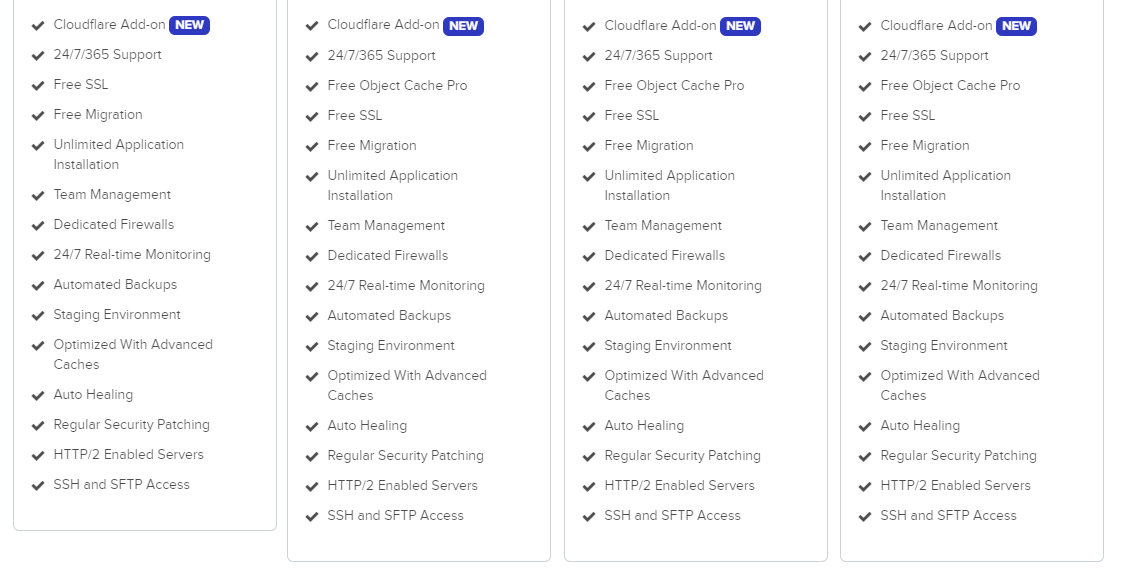 Cloudflare Add-on NEW
24/7/365 Support
Free SSL
Free Migration
Unlimited Application
Installation
Team Management
Dedicated Firewalls
24/7 Real-time Monitoring
Automated Backups
Staging Environment
Optimized With Advanced
Caches
Auto Healing
Regular Security Patching
HTTP/2 Enabled Servers
SSH and SFTP Access
Cloudflare Add-on NEW
24/7/365 Support
Free Object Cache Pro
Free SSL
Free Migration
Unlimited Application
Installation
Team Management
Dedicated Firewalls
24/7 Real-time Monitoring
Automated Backups
Staging Environment
Optimized With Advanced
Caches
Auto Healing
Regular Security Patching
HTTP/2 Enabled Servers
SSH and SFTP Access
Cloudflare Add-on NEW
24/7/365 Support
Free Object Cache Pro
Free SSL
Free Migration
Unlimited Application
Installation
Team Management
Dedicated Firewalls
24/7 Real-time Monitoring
Automated Backups
Staging Environment
Optimized With Advanced
Caches
Auto Healing
Regular Security Patching
HTTP/2 Enabled Servers
SSH and SFTP Access
Cloudflare Add-on NEW
24/7/365 Support
Free Object Cache Pro
Free SSL
Free Migration
Unlimited Application
Installation
Team Management
Dedicated Firewalls
24/7 Real-time Monitoring
Automated Backups
Staging Environment
Optimized With Advanced
Caches
Auto Healing
Regular Security Patching
HTTP/2 Enabled Servers
SSH and SFTP Access